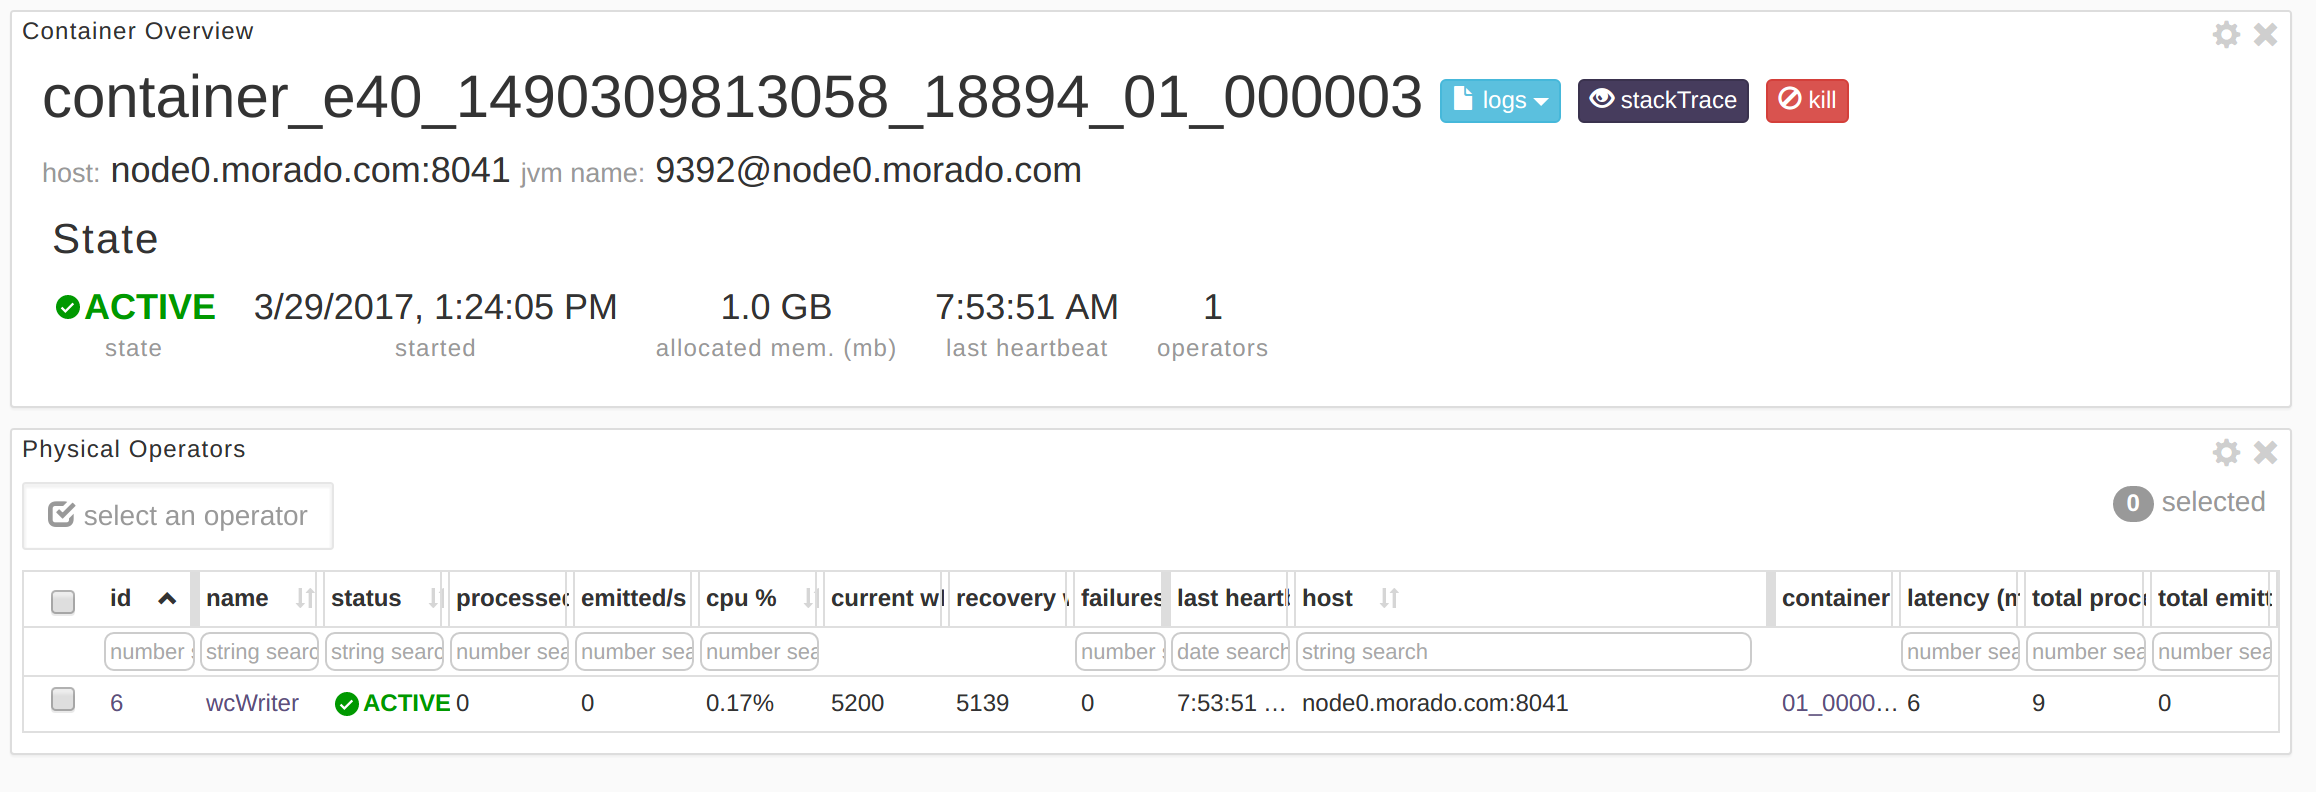 Container Overview
container_e40_1490309813058_18894_01_000003 logs stackTrace kill
host: node0.morado.com:8041 jvm name: 9392@node0.morado.com
State
ACTIVE 3/29/2017, 1:24:05 PM 1.0 GB 7:53:51 AM 1
state started allocated mem. (mb) last heartbeat operators
Physical Operators
select an operator 0 selected
id name status processed emitted/s cpu % current wi recovery w failures last heartb host container latency (m total proce total emitt
number s string searc string searc number sea number sea number sea number s date search string search number sea number sea number sea
6 wcWriter ACTIVE 0 0 0.17% 5200 5139 0 7:53:51 … node0.morado.com:8041 01_0000… 6 9 0